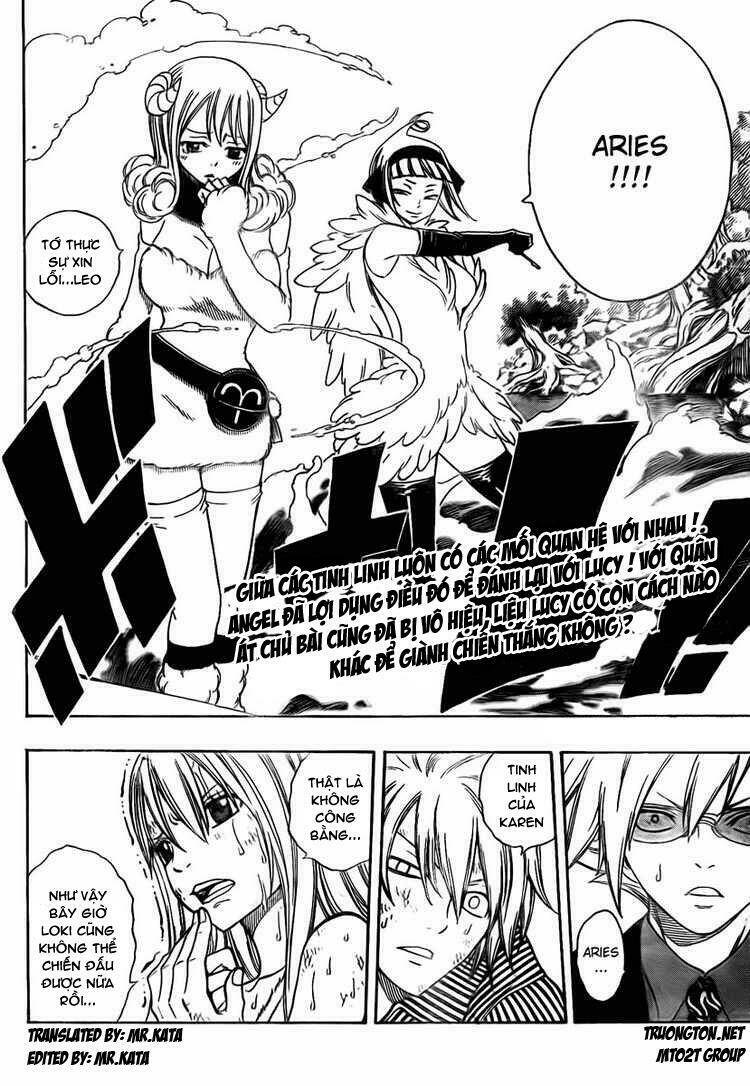 ARIES
!!!!
TỚ THỰC
SỰ XIN
LỖI...LEO
GIỮA CÁC TINH LINH LUÔN CÓ CÁC MỐI QUAN HỆ VỚI NHAU !
ANGEL ĐÃ LỢI DỤNG ĐIỀU ĐÓ ĐỂ ĐÁNH LẠI VỚI LUCY ! VỚI QUÂN
ÁT CHỦ BÀI CŨNG ĐÃ BỊ VÔ HIỆU, LIỆU LUCY CÓ CÒN CÁCH NÀO
KHÁC ĐỂ GIÀNH CHIẾN THẮNG KHÔNG ?
THẬT LÀ
KHÔNG
CÔNG
BẰNG...
NHƯ VẬY
BÂY GIỜ
LOKI CŨNG
KHÔNG THỂ
CHIẾN ĐẤU
ĐƯỢC NỮA
RỒI...
TINH
LINH
CỦA
KAREN
ARIES
...
TRANSLATED BY: MR.KATA
EDITED BY: MR.KATA
TRUONGTON.NET
MTO2T GROUP